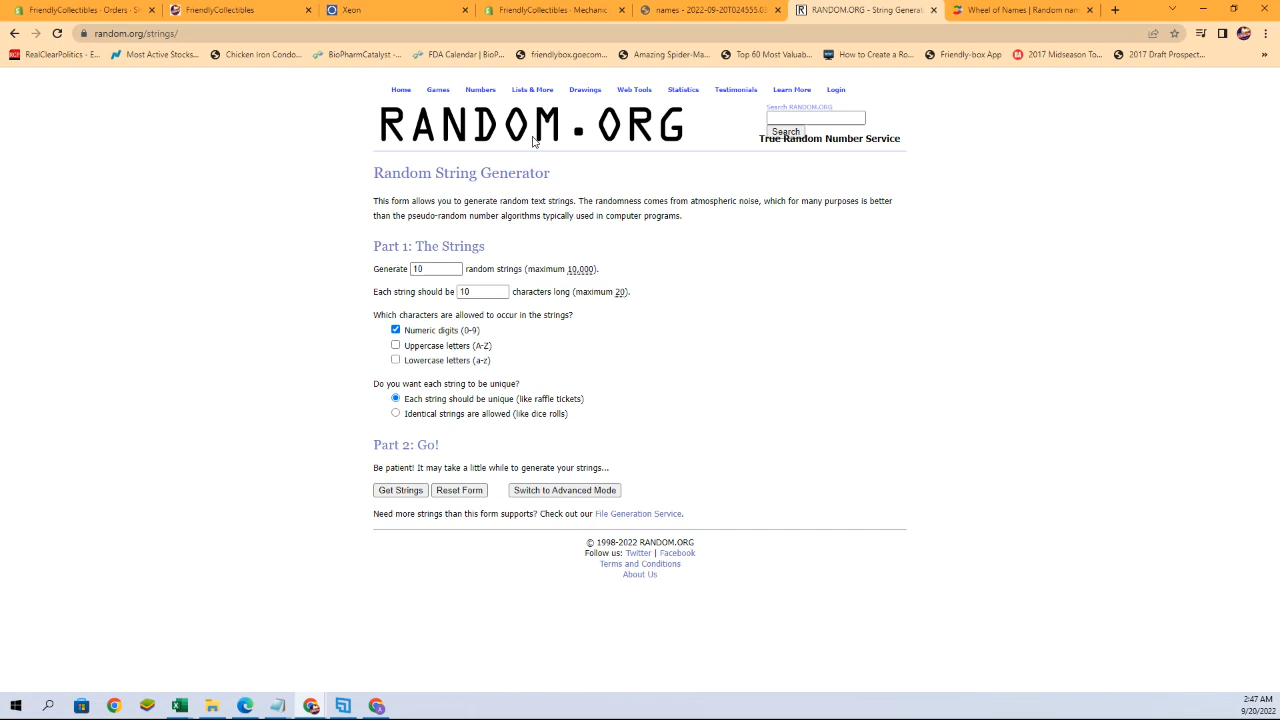 FriendlyCollectibles - Orders - S
FriendlyCollectibles
Xeon
FriendlyCollectibles - Mechanic
names - 2022-09-20T024555.083
RANDOM.ORG - String Generat
Wheel of Names | Random nam
random.org/strings/
RealClearPolitics - E...
Most Active Stocks...
Chicken Iron Condo...
BioPharmCatalyst -...
FDA Calendar | BioP...
friendlybox.goecom...
Amazing Spider-Ma...
Top 60 Most Valuab...
How to Create a Ro...
Friendly-box App
2017 Midseason To...
2017 Draft Prospect...
Home Games Numbers Lists & More Drawings Web Tools Statistics Testimonials Learn More Login
RANDOM.ORG
Search RANDOM.ORG
Search
True Random Number Service
Random String Generator
This form allows you to generate random text strings. The randomness comes from atmospheric noise, which for many purposes is better
than the pseudo-random number algorithms typically used in computer programs.
Part 1: The Strings
Generate 10 random strings (maximum 10,000).
Each string should be 10 characters long (maximum 20).
Which characters are allowed to occur in the strings?
Numeric digits (0-9)
Uppercase letters (A-Z)
Lowercase letters (a-z)
Do you want each string to be unique?
Each string should be unique (like raffle tickets)
Identical strings are allowed (like dice rolls)
Part 2: Go!
Be patient! It may take a little while to generate your strings...
Get Strings Reset Form Switch to Advanced Mode
Need more strings than this form supports? Check out our File Generation Service.
© 1998-2022 RANDOM.ORG
Follow us: Twitter | Facebook
Terms and Conditions
About Us
2:47 AM
9/20/2022